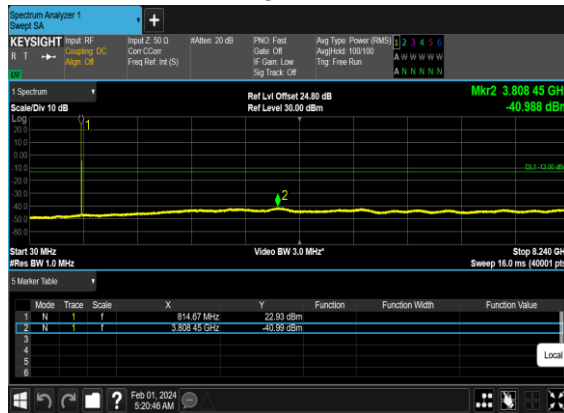 Spectrum Analyzer 1
Swept SA
+
KEYSIGHT Input: RF Input Z: 50 Ω #Atten: 20 dB PNO: Fast Avg Type: Power (RMS) 1 2 3 4 5 6
R T Coupling: DC Corr CCorr Gate: Off Avg|Hold: 100/100 A W W W W W
Align: Off Freq Ref: Int (S) IF Gain: Low Trig: Free Run
Sig Track: Off A N N N N N
1 Spectrum Ref Lvl Offset 24.80 dB Mkr2 3.808 45 GH
Scale/Div 10 dB Ref Level 30.00 dBm -40.988 dBr
Log
1
20.0
10.0
0.00
-10.0
DL1 -13.00 dB
-20.0
-30.0
2
-40.0
-50.0
-60.0
Start 30 MHz Video BW 3.0 MHz* Stop 8.240 GH
#Res BW 1.0 MHz Sweep 16.0 ms (40001 pts
5 Marker Table
Mode Trace Scale X Y Function Function Width Function Value
1 N 1 f 814.67 MHz 22.93 dBm
2 N 1 f 3.808 45 GHz -40.99 dBm
3
4
5
6
Local
? Feb 01, 2024
5:20:46 AM